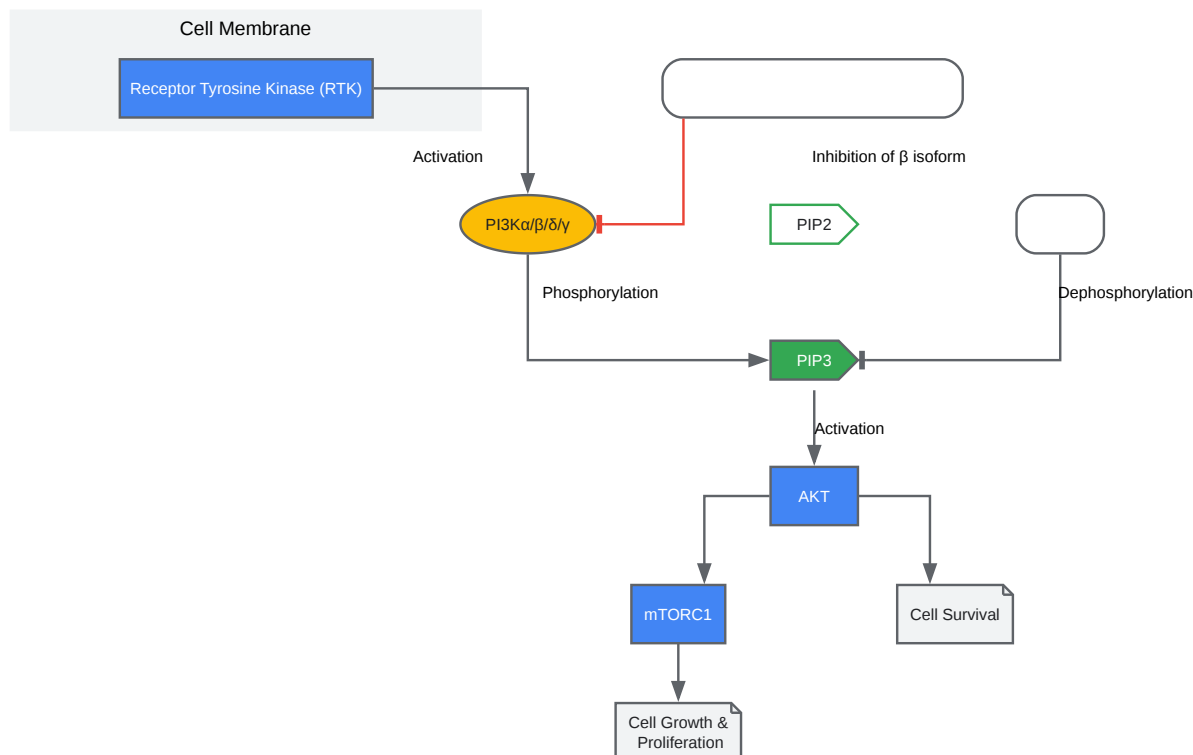 Cell Membrane
Receptor Tyrosine Kinase (RTK)
Activation
Inhibition of β isoform
PI3Kα/β/δ/γ
PIP2
Phosphorylation
Dephosphorylation
PIP3
Activation
AKT
mTORC1
Cell Survival
Cell Growth &
Proliferation